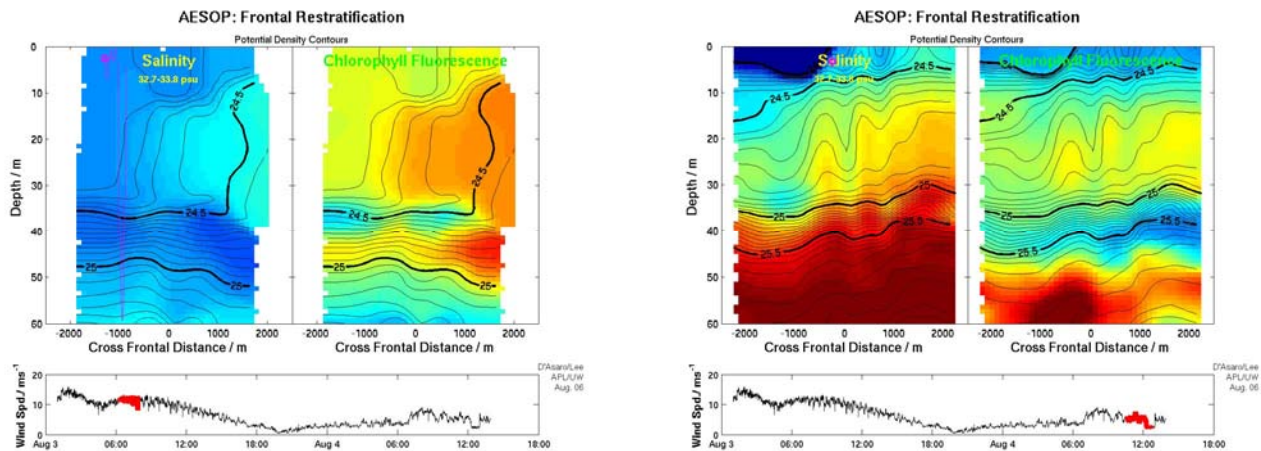 AESOP: Frontal Restratification
Potential Density Contours
Salinity
32.7-33.8 psu
Chlorophyll Fluorescence
0
10
20
30
40
50
60
Depth / m
24.5
24.5
25
24.5
24.5
25
-2000 -1000 0 1000 2000
-2000 -1000 0 1000 2000
Cross Frontal Distance / m
Cross Frontal Distance / m
D'Asaro/Lee
APL/UW
Aug. 06
20
10
0
Wind Spd./ ms-1
Aug 3 06:00 12:00 18:00 Aug 4 06:00 12:00 18:00
AESOP: Frontal Restratification
Potential Density Contours
Salinity
32.7-33.8 psu
Chlorophyll Fluorescence
0
10
20
30
40
50
60
Depth / m
24.5
24.5
25
25.5
24.5
24.5
25
25.5
-2000 -1000 0 1000 2000
-2000 -1000 0 1000 2000
Cross Frontal Distance / m
Cross Frontal Distance / m
D'Asaro/Lee
APL/UW
Aug. 06
20
10
0
Wind Spd./ ms-1
Aug 3 06:00 12:00 18:00 Aug 4 06:00 12:00 18:00